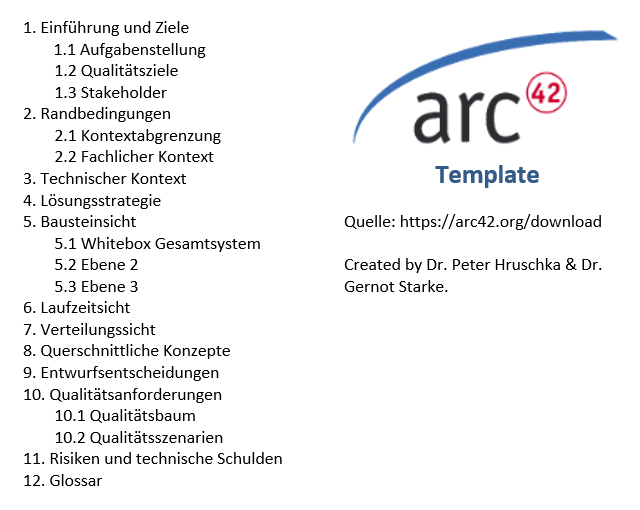 1. Einführung und Ziele
1.1 Aufgabenstellung
1.2 Qualitätsziele
1.3 Stakeholder
2. Randbedingungen
2.1 Kontextabgrenzung
2.2 Fachlicher Kontext
3. Technischer Kontext
4. Lösungsstrategie
5. Bausteinsicht
5.1 Whitebox Gesamtsystem
5.2 Ebene 2
5.3 Ebene 3
6. Laufzeitsicht
7. Verteilungssicht
8. Querschnittliche Konzepte
9. Entwurfsentscheidungen
10. Qualitätsanforderungen
10.1 Qualitätsbaum
10.2 Qualitätsszenarien
11. Risiken und technische Schulden
12. Glossar
arc 42
Template
Quelle: https://arc42.org/download
Created by Dr. Peter Hruschka & Dr.
Gernot Starke.